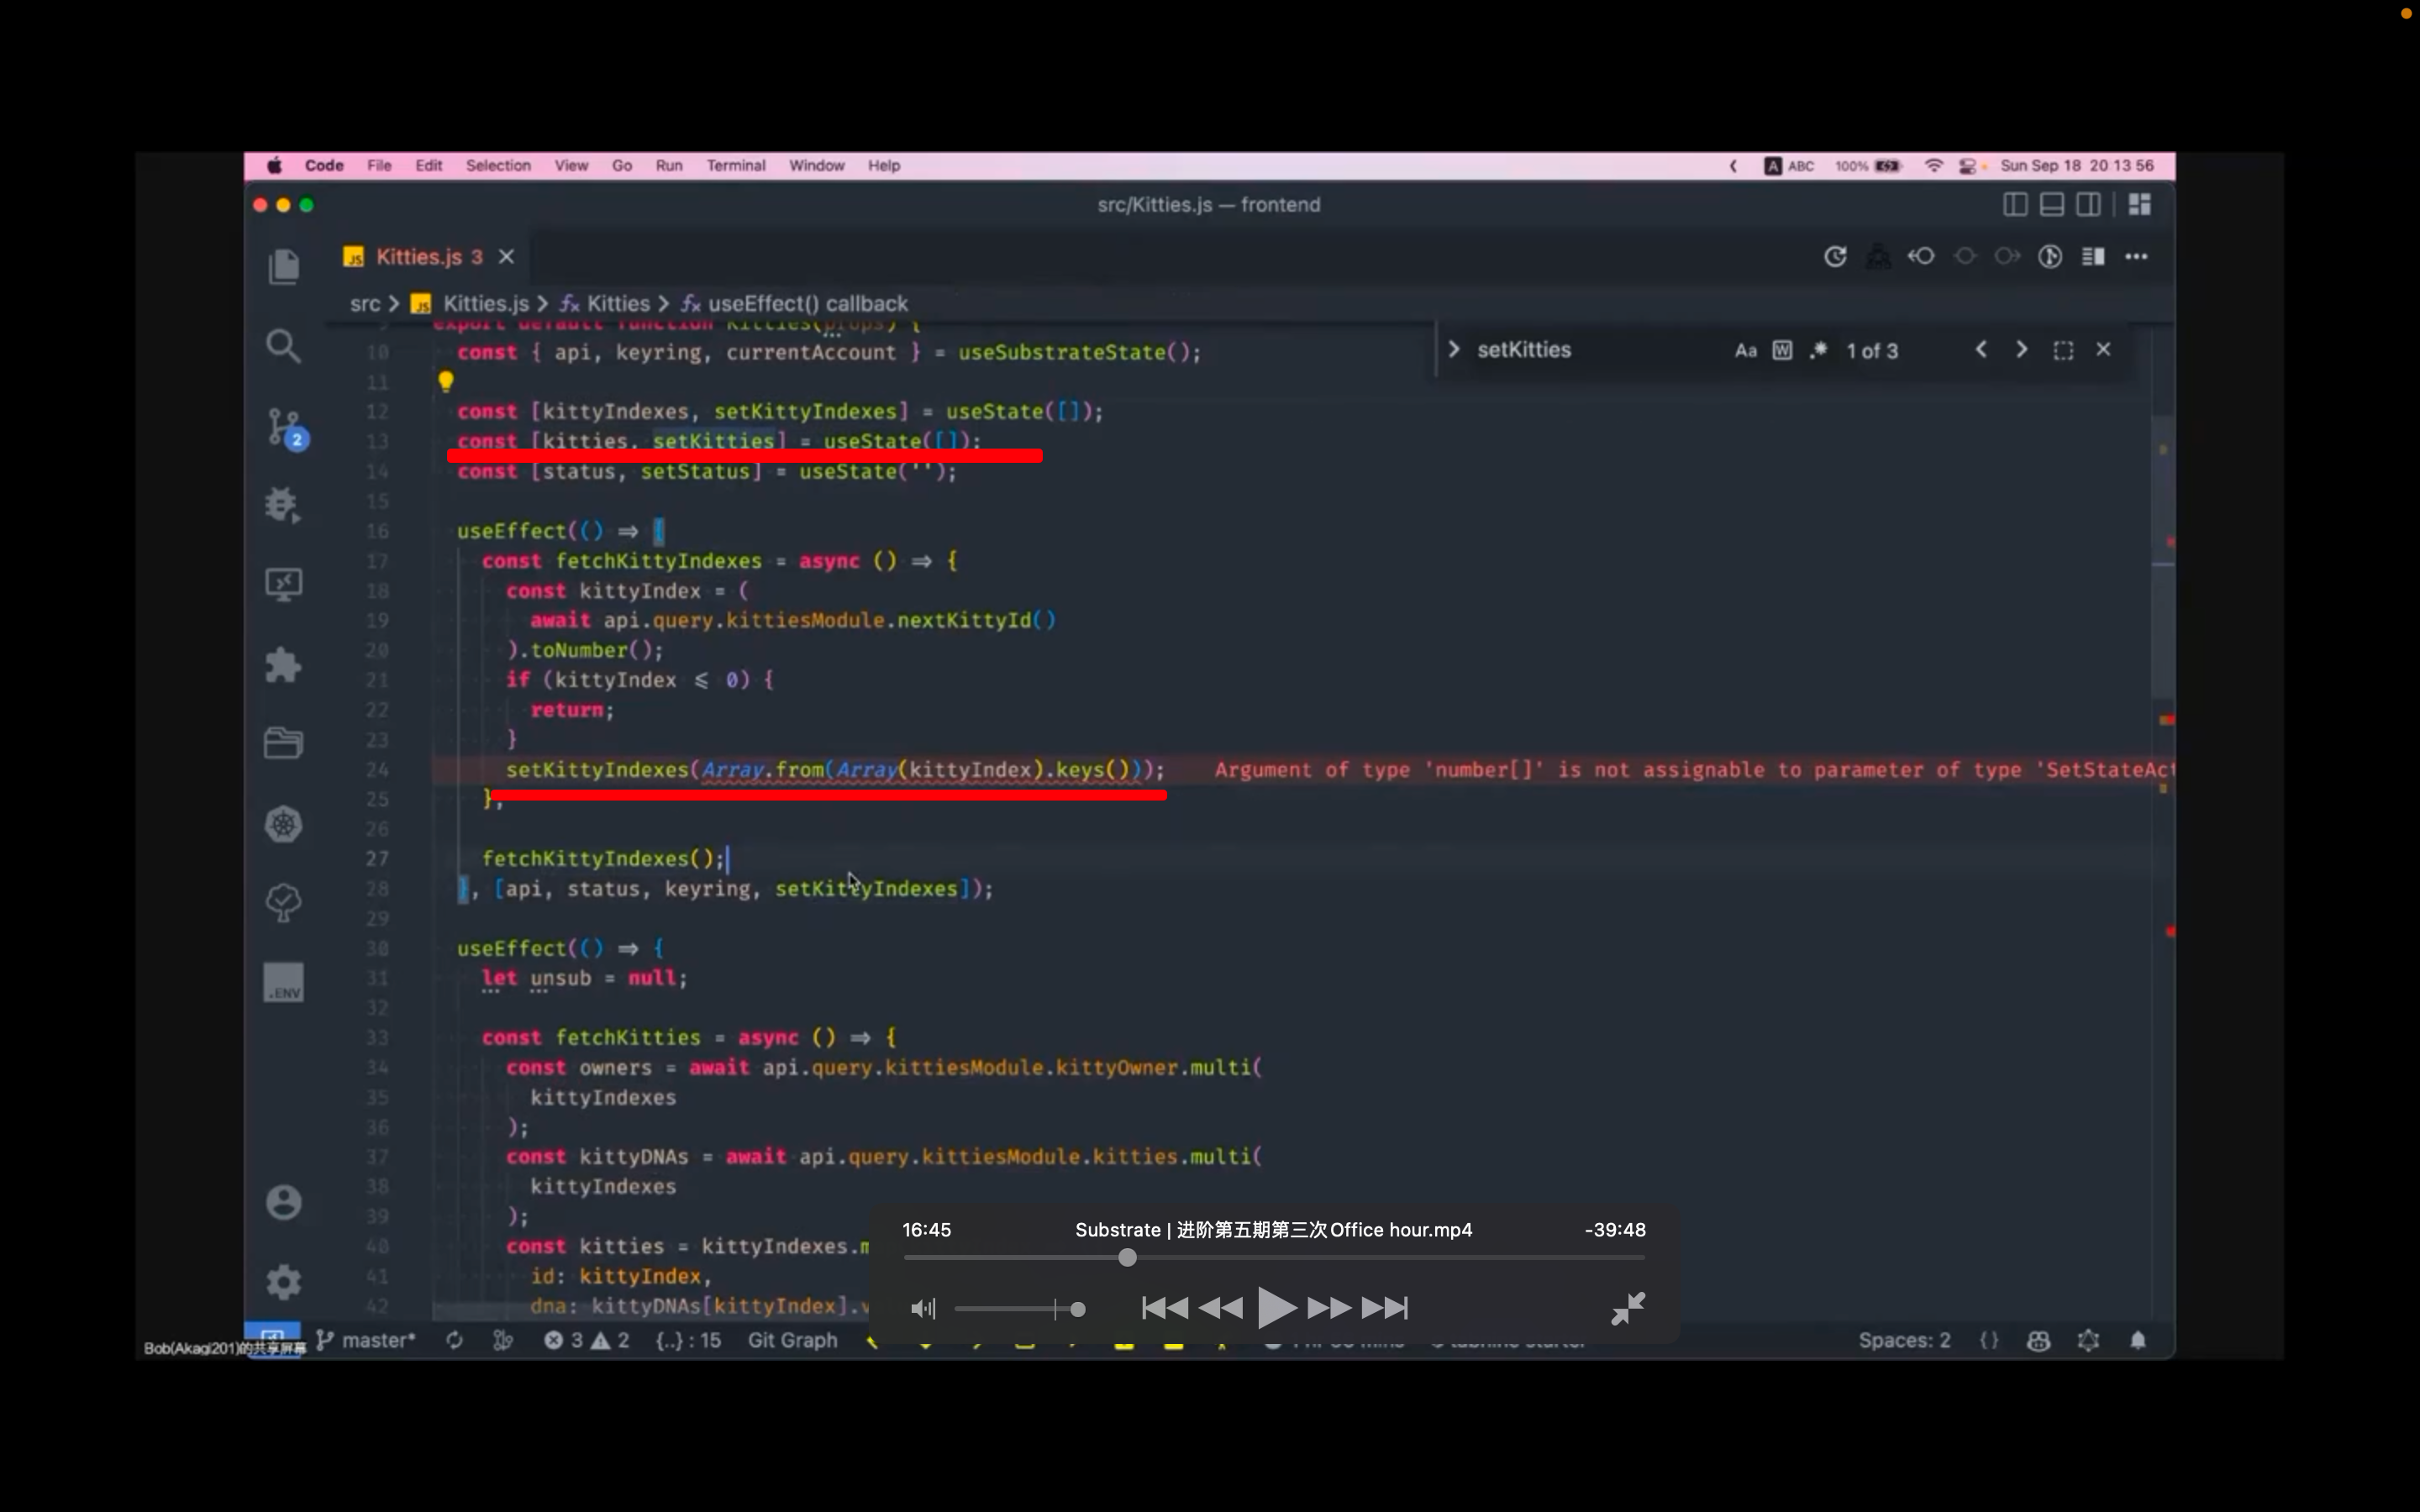 Code File Edit Selection View Go Run Terminal Window Help ABC 100% Sun Sep 18 20 13 56
src/Kitties.js — frontend
JS Kitties.js 3
src > JS Kitties.js > Kitties > useEffect() callback
setKitties Aa 1 of 3
9 export default function Kitties(props) {
10 const { api, keyring, currentAccount } = useSubstrateState();
11
12 const [kittyIndexes, setKittyIndexes] = useState([]);
13 const [kitties, setKitties] = useState([]);
14 const [status, setStatus] = useState('');
15
16 useEffect(() ⇒ {
17 const fetchKittyIndexes = async () ⇒ {
18 const kittyIndex = (
19 await api.query.kittiesModule.nextKittyId()
20 ).toNumber();
21 if (kittyIndex ⩽ 0) {
22 return;
23 }
24 setKittyIndexes(Array.from(Array(kittyIndex).keys())); Argument of type 'number[]' is not assignable to parameter of type 'SetStateAct
25 };
26
27 fetchKittyIndexes();
28 }, [api, status, keyring, setKittyIndexes]);
29
30 useEffect(() ⇒ {
31 let unsub = null;
32
33 const fetchKitties = async () ⇒ {
34 const owners = await api.query.kittiesModule.kittyOwner.multi(
35 kittyIndexes
36 );
37 const kittyDNAs = await api.query.kittiesModule.kitties.multi(
38 kittyIndexes
39 );
40 const kitties = kittyIndexes.m
41 id: kittyIndex,
42 dna: kittyDNAs[kittyIndex].v
2
.ENV
16:45 Substrate | 进阶第五期第三次Office hour.mp4 -39:48
Bob(Akagi201)的共享屏幕 master* 3 2 {..} : 15 Git Graph Spaces: 2 {}